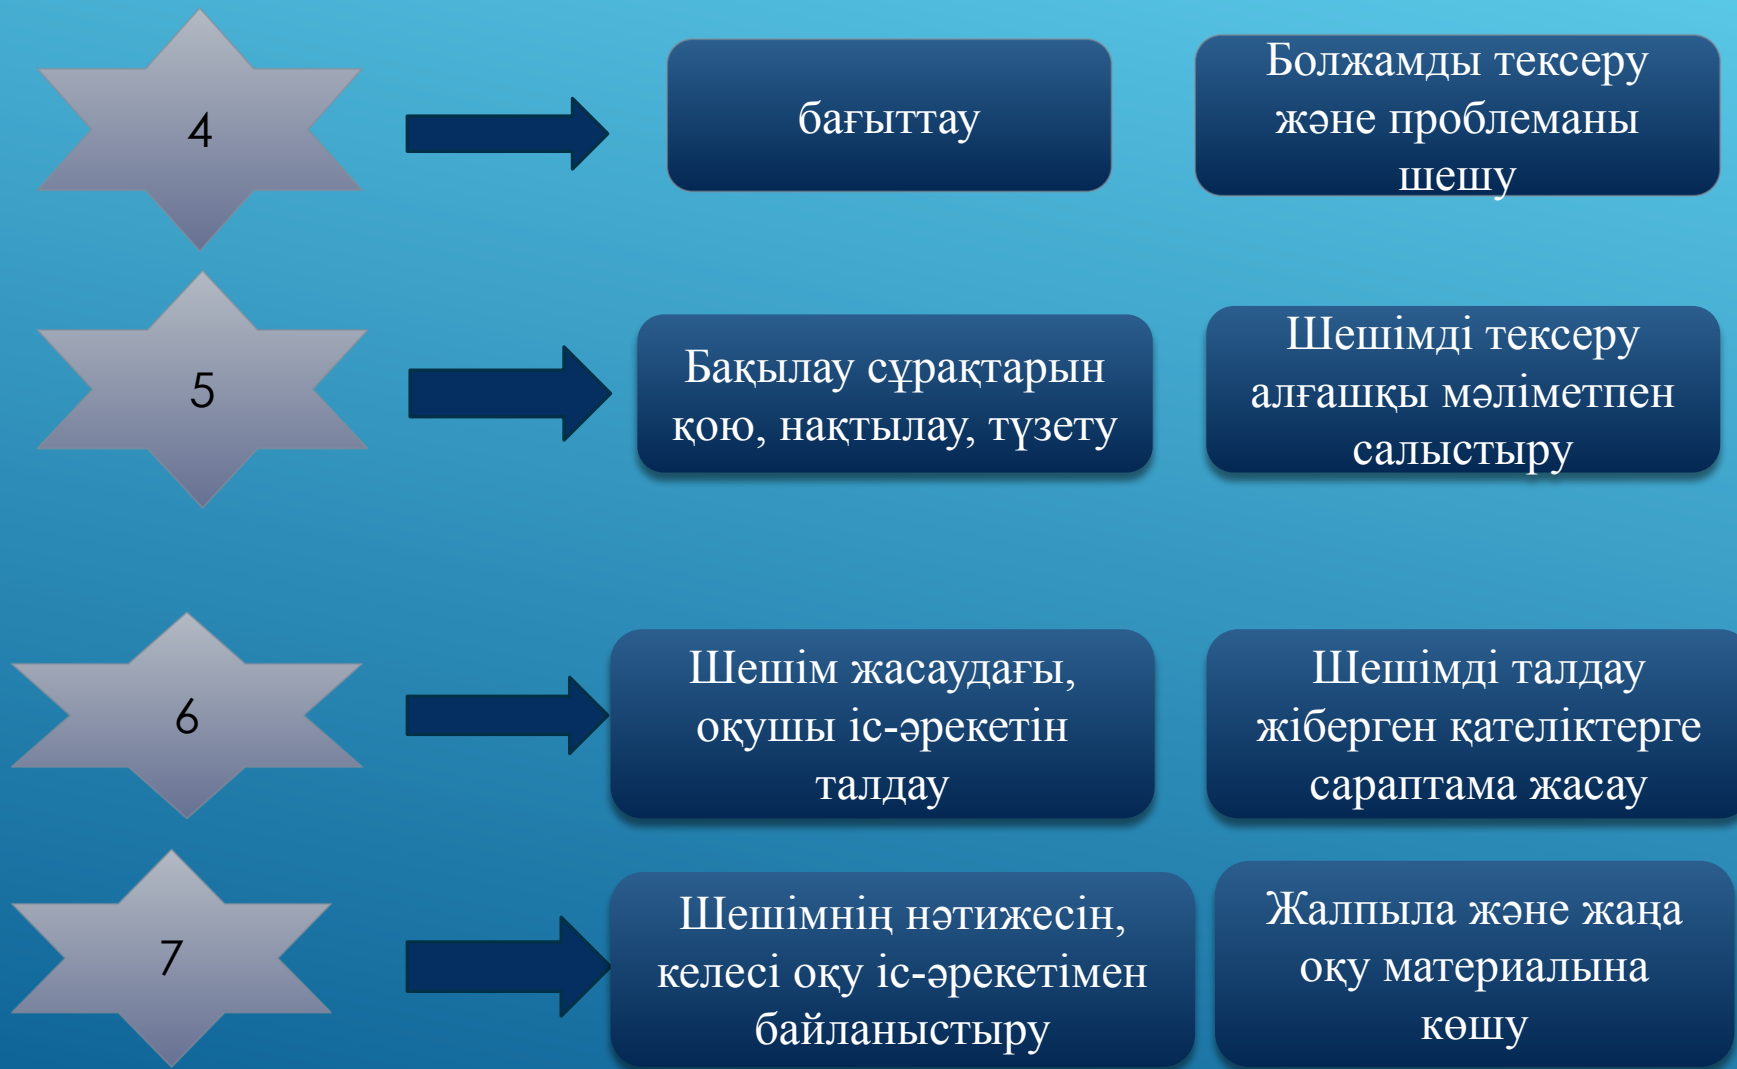 4
бағыттау
Болжамды тексеру
және проблеманы
шешу
5
Бақылау сұрақтарын
қою, нақтылау, түзету
Шешімді тексеру
алғашқы мәліметпен
салыстыру
6
Шешім жасаудағы,
оқушы іс-әрекетін
талдау
Шешімді талдау
жіберген қателіктерге
сараптама жасау
7
Шешімнің нәтижесін,
келесі оқу іс-әрекетімен
байланыстыру
Жалпыла және жаңа
оқу материалына
көшу